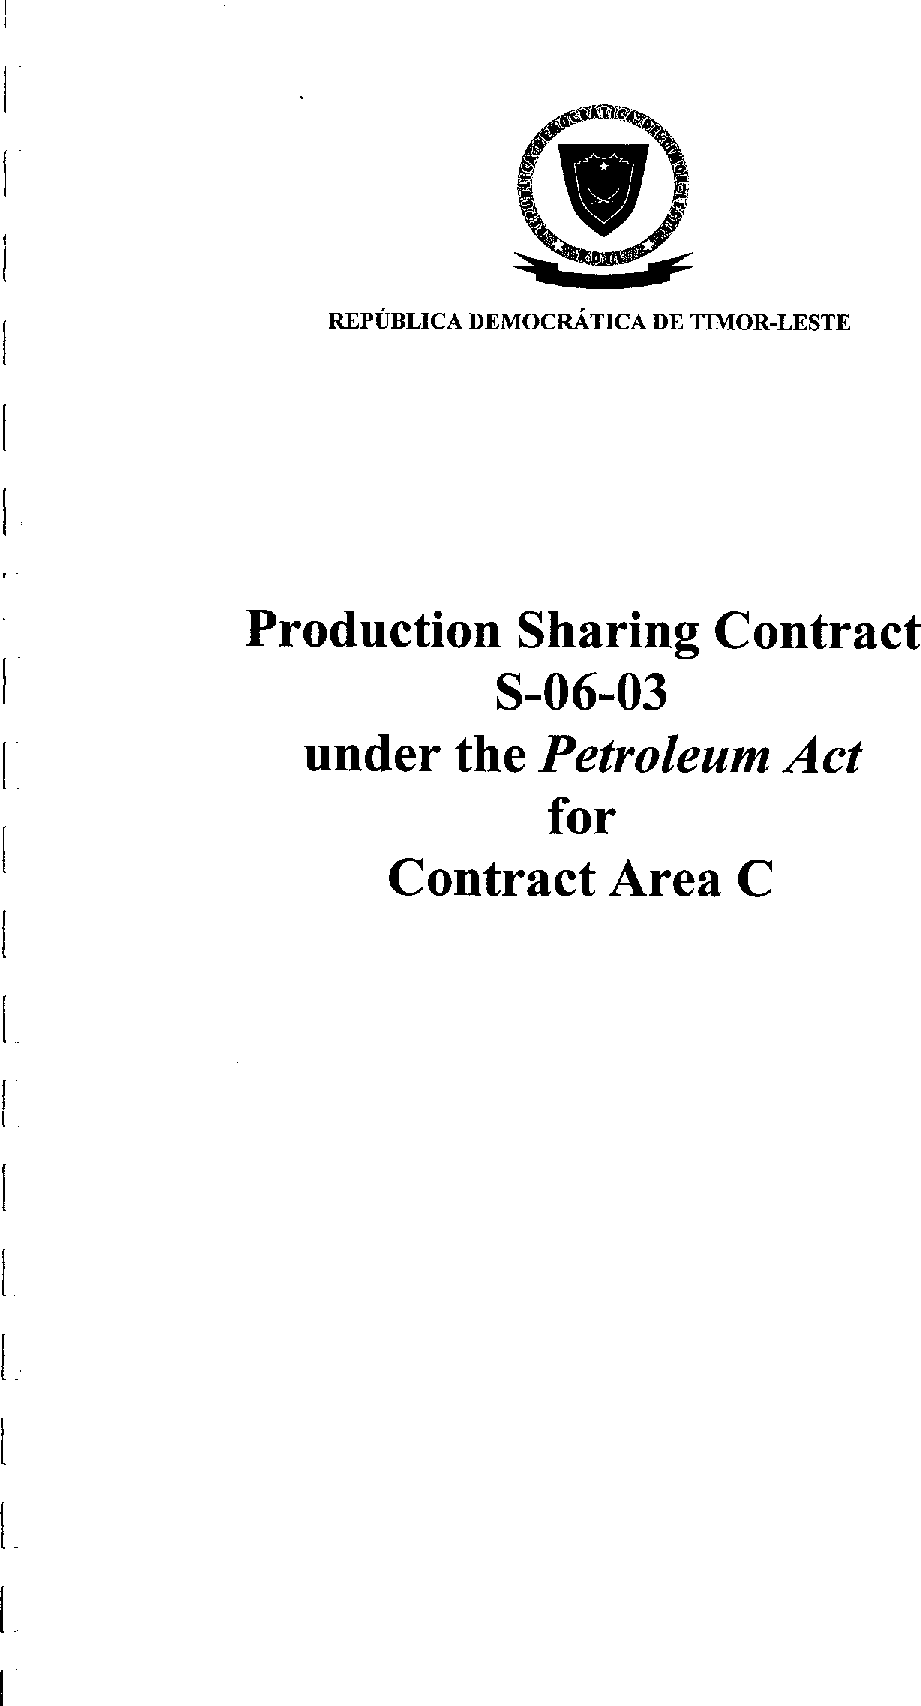 REPÚBLICA DEMOCRÁTICA DE TIMOR-LESTE
Production Sharing Contract
S-06-03
under the Petroleum Act
for
Contract Area C